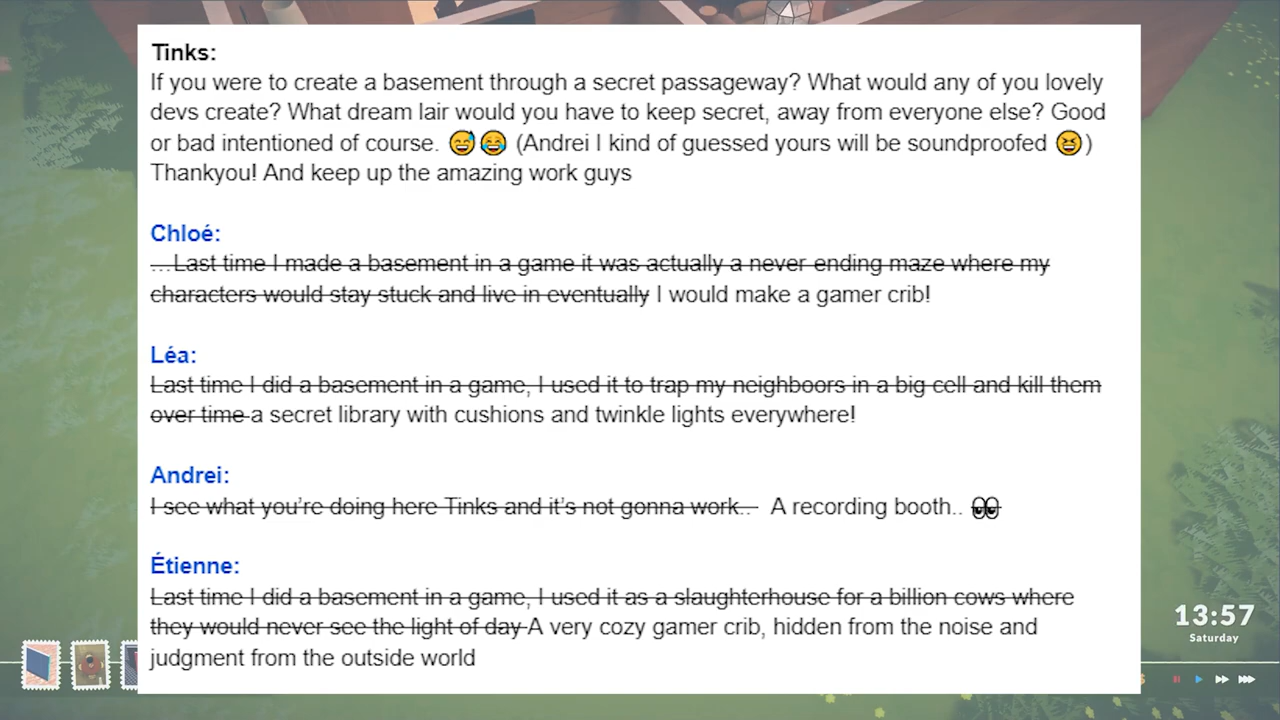 Tinks:
If you were to create a basement through a secret passageway? What would any of you lovely
devs create? What dream lair would you have to keep secret, away from everyone else? Good
or bad intentioned of course. 😅😂 (Andrei I kind of guessed yours will be soundproofed 😆)
Thankyou! And keep up the amazing work guys
Chloé:
...Last time I made a basement in a game it was actually a never ending maze where my
characters would stay stuck and live in eventually I would make a gamer crib!
Léa:
Last time I did a basement in a game, I used it to trap my neighboors in a big cell and kill them
over time a secret library with cushions and twinkle lights everywhere!
Andrei:
I see what you're doing here Tinks and it's not gonna work.. A recording booth.. 👀
Étienne:
Last time I did a basement in a game, I used it as a slaughterhouse for a billion cows where
they would never see the light of day A very cozy gamer crib, hidden from the noise and
judgment from the outside world
13:57
Saturday